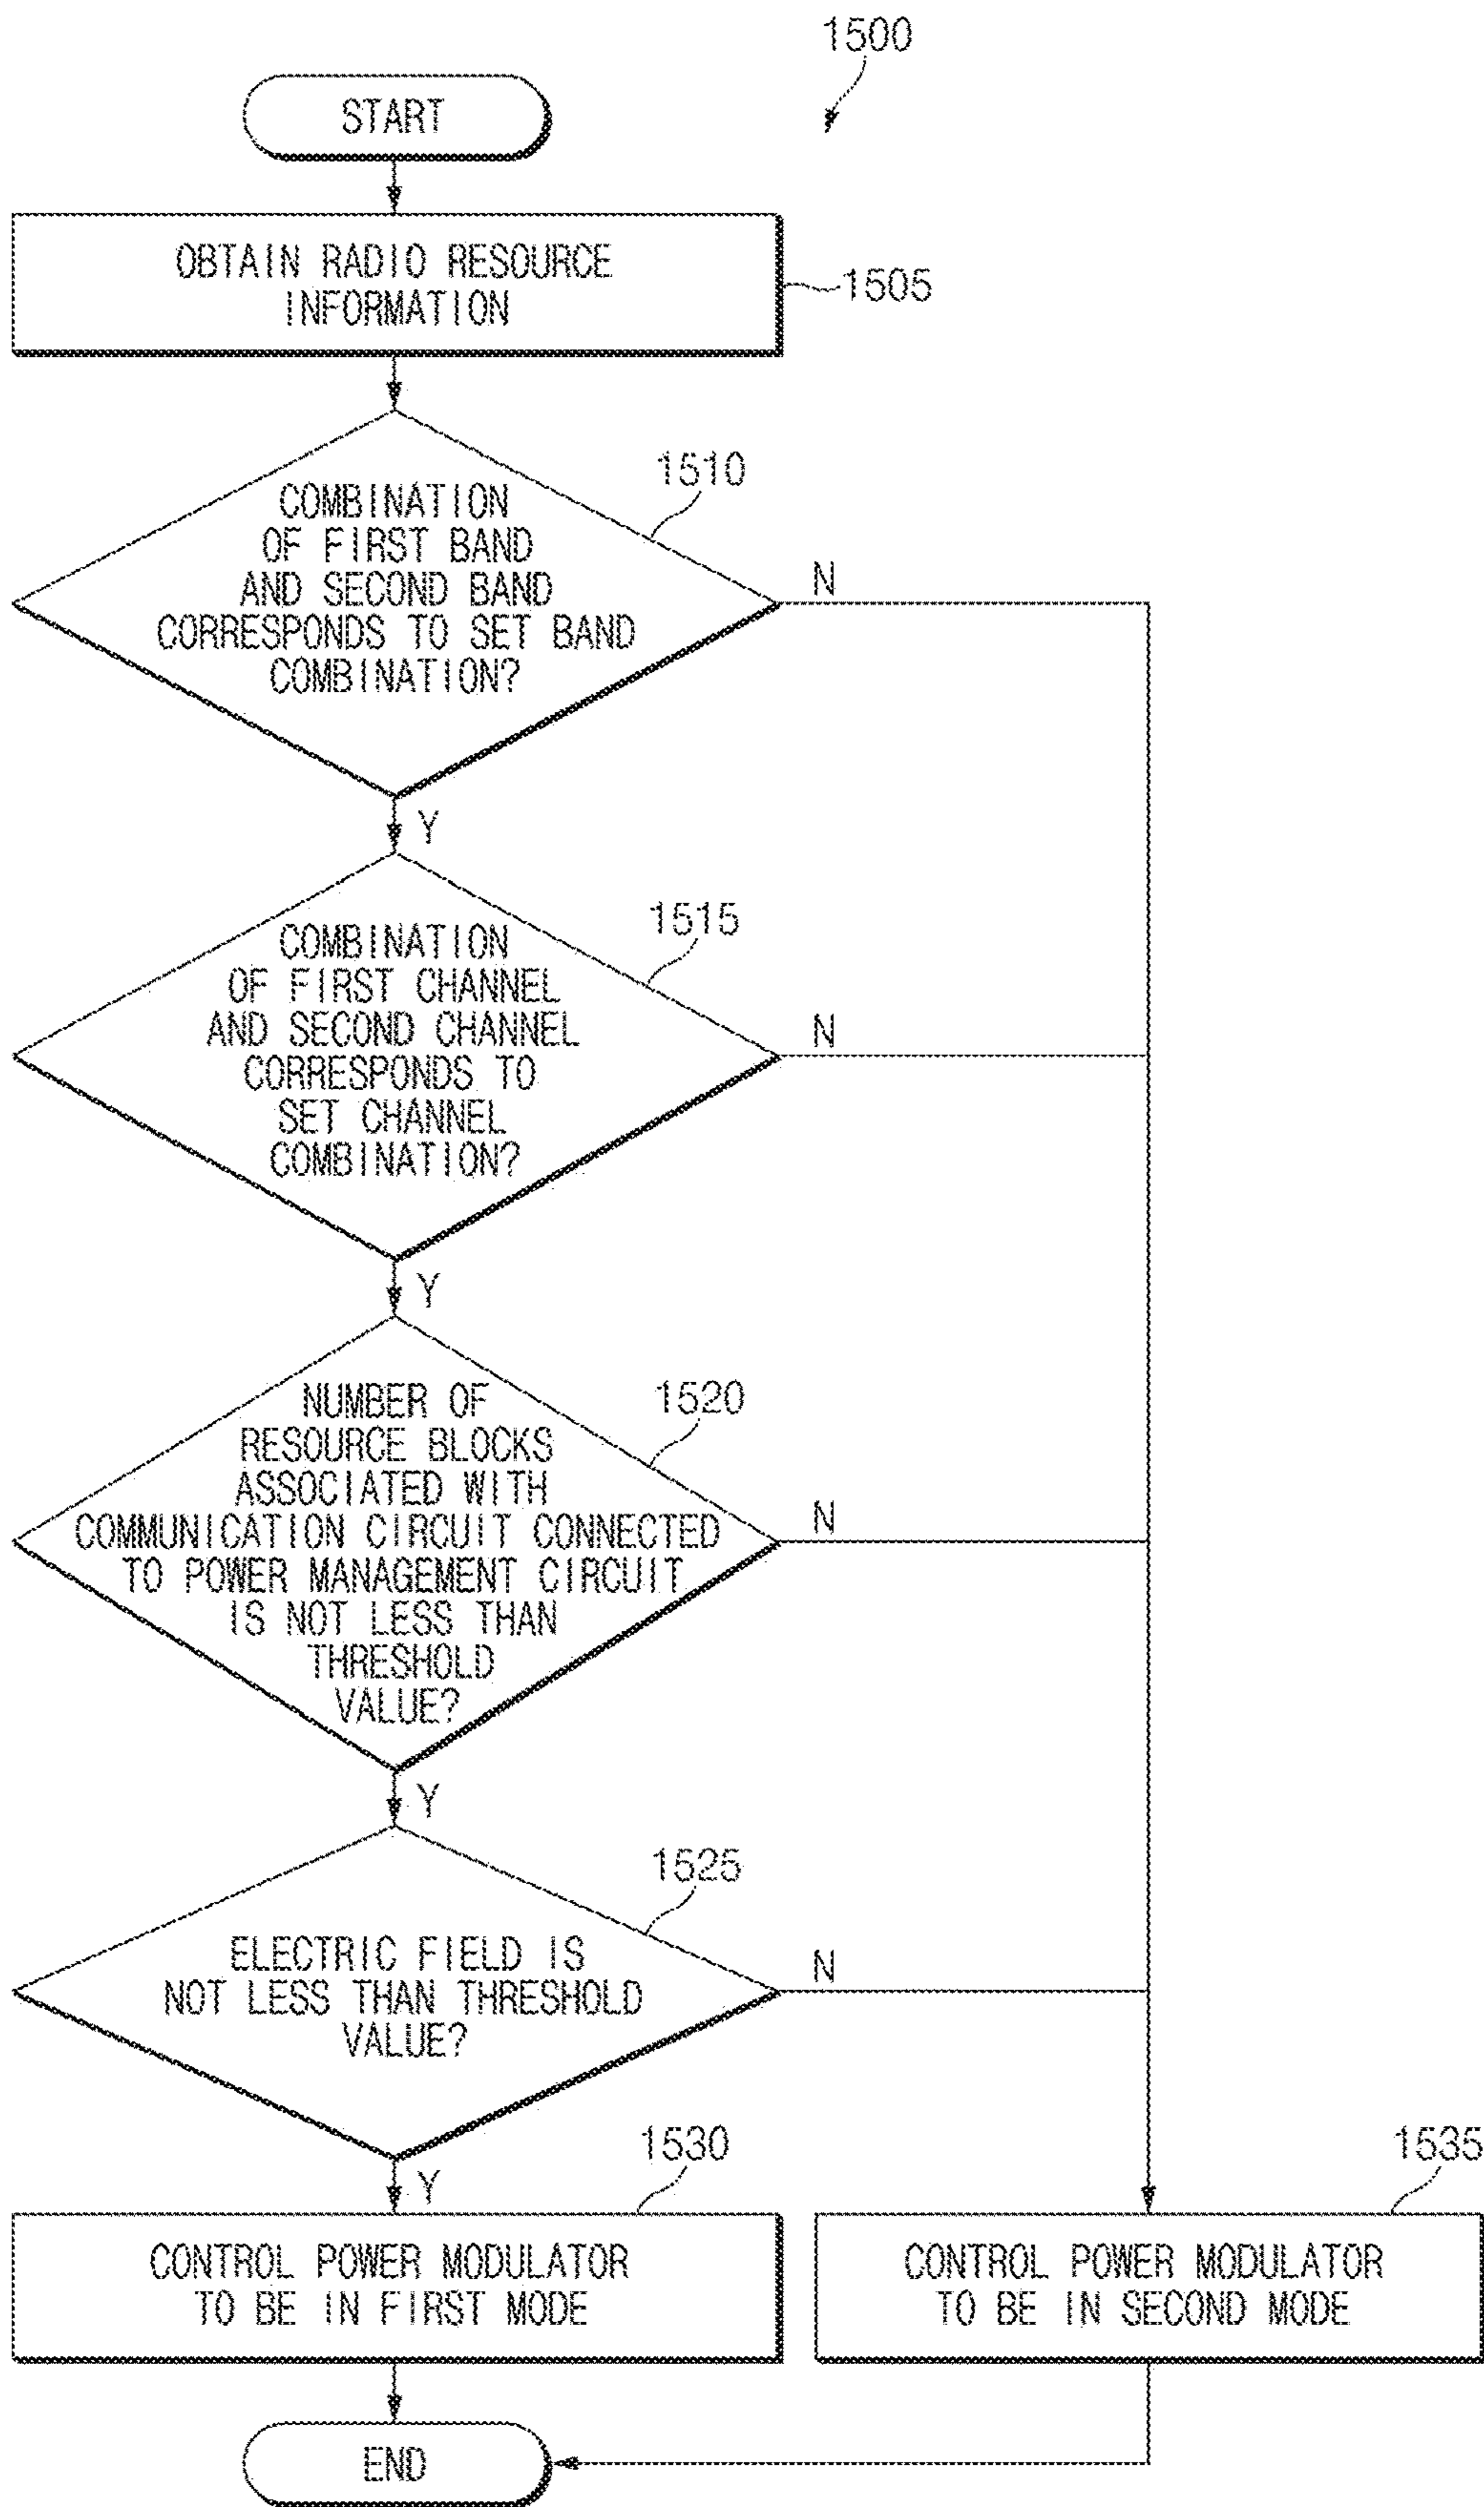 1500
START
OBTAIN RADIO RESOURCE
INFORMATION
1505
1510
COMBINATION
OF FIRST BAND
AND SECOND BAND
CORRESPONDS TO SET BAND
COMBINATION?
N
Y
1515
COMBINATION
OF FIRST CHANNEL
AND SECOND CHANNEL
CORRESPONDS TO
SET CHANNEL
COMBINATION?
N
Y
1520
NUMBER OF
RESOURCE BLOCKS
ASSOCIATED WITH
COMMUNICATION CIRCUIT CONNECTED
TO POWER MANAGEMENT CIRCUIT
IS NOT LESS THAN
THRESHOLD
VALUE?
N
Y
1525
ELECTRIC FIELD IS
NOT LESS THAN THRESHOLD
VALUE?
N
Y
1530
CONTROL POWER MODULATOR
TO BE IN FIRST MODE
1535
CONTROL POWER MODULATOR
TO BE IN SECOND MODE
END